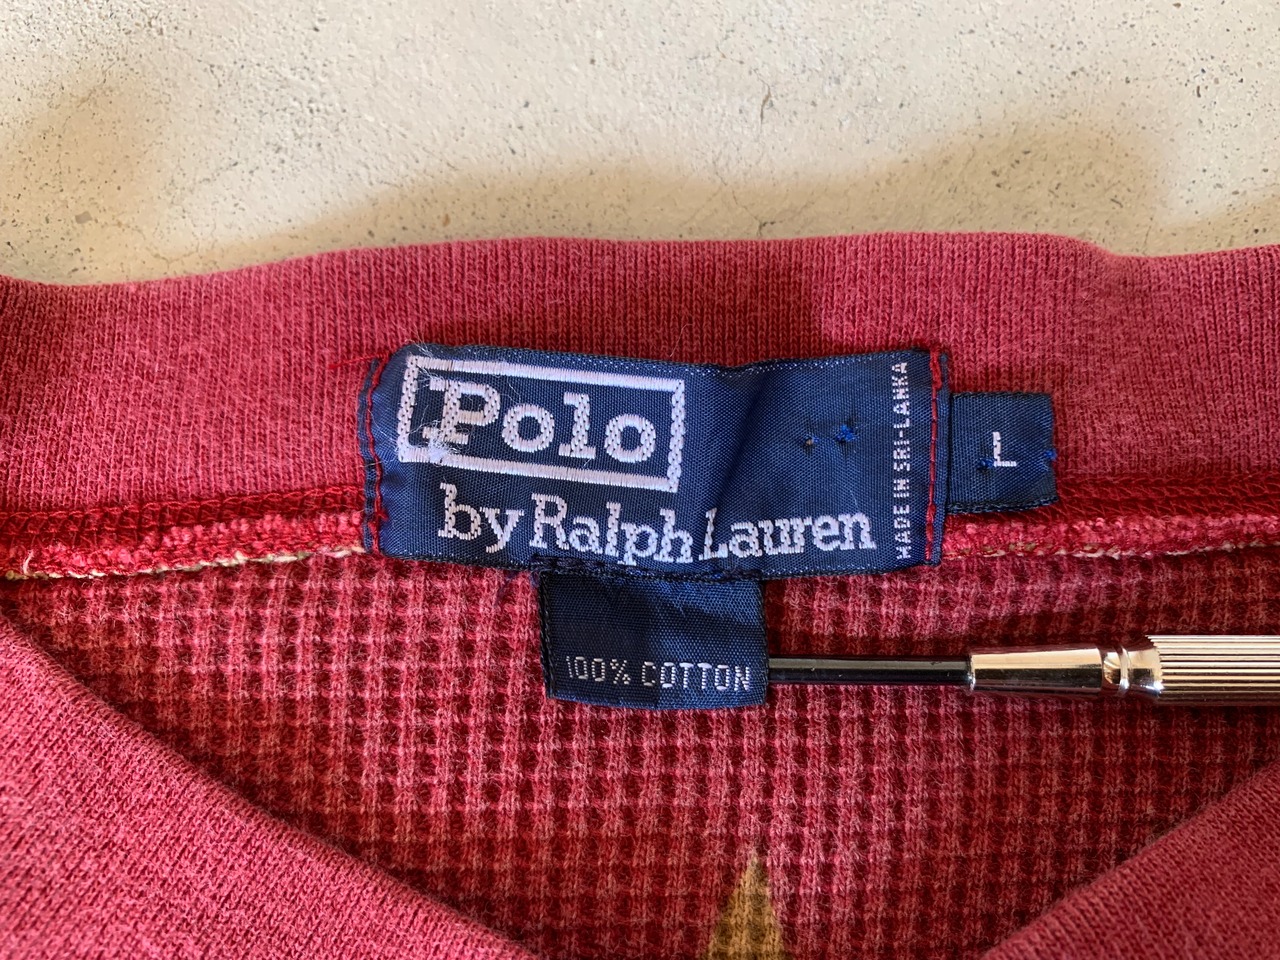 Polo
by Ralph Lauren
MADE IN SRI-LANKA
L
100% COTTON